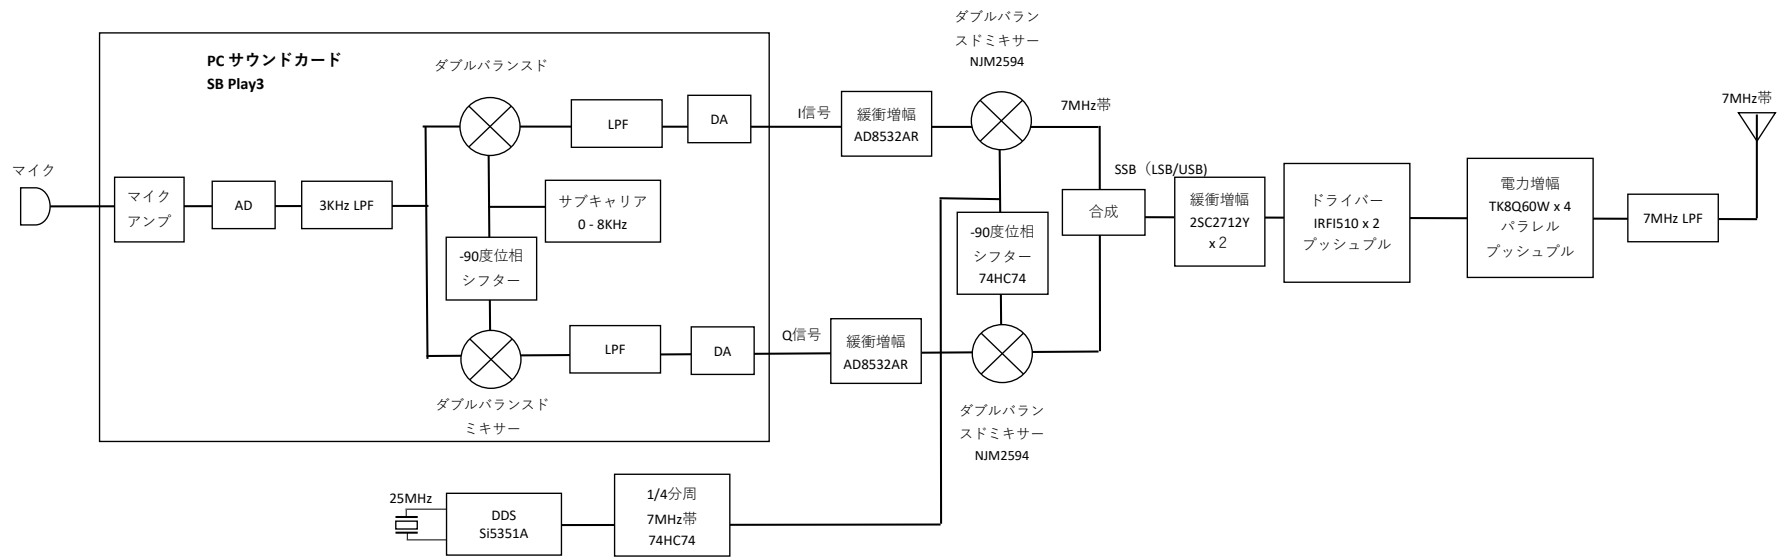 PC サウンドカード
SB Play3
マイク
マイク
アンプ
AD
3KHz LPF
ダブルバランスド
LPF
DA
サブキャリア
0 - 8KHz
-90度位相
シフター
LPF
DA
ダブルバランスド
ミキサー
I信号
緩衝増幅
AD8532AR
Q信号
緩衝増幅
AD8532AR
ダブルバラン
スドミキサー
NJM2594
7MHz帯
-90度位相
シフター
74HC74
ダブルバラン
スドミキサー
NJM2594
合成
SSB（LSB/USB)
緩衝増幅
2SC2712Y
x２
ドライバー
IRFI510 x 2
プッシュプル
電力増幅
TK8Q60W x 4
パラレル
プッシュプル
7MHz LPF
7MHz帯
25MHz
DDS
Si5351A
1/4分周
7MHz帯
74HC74